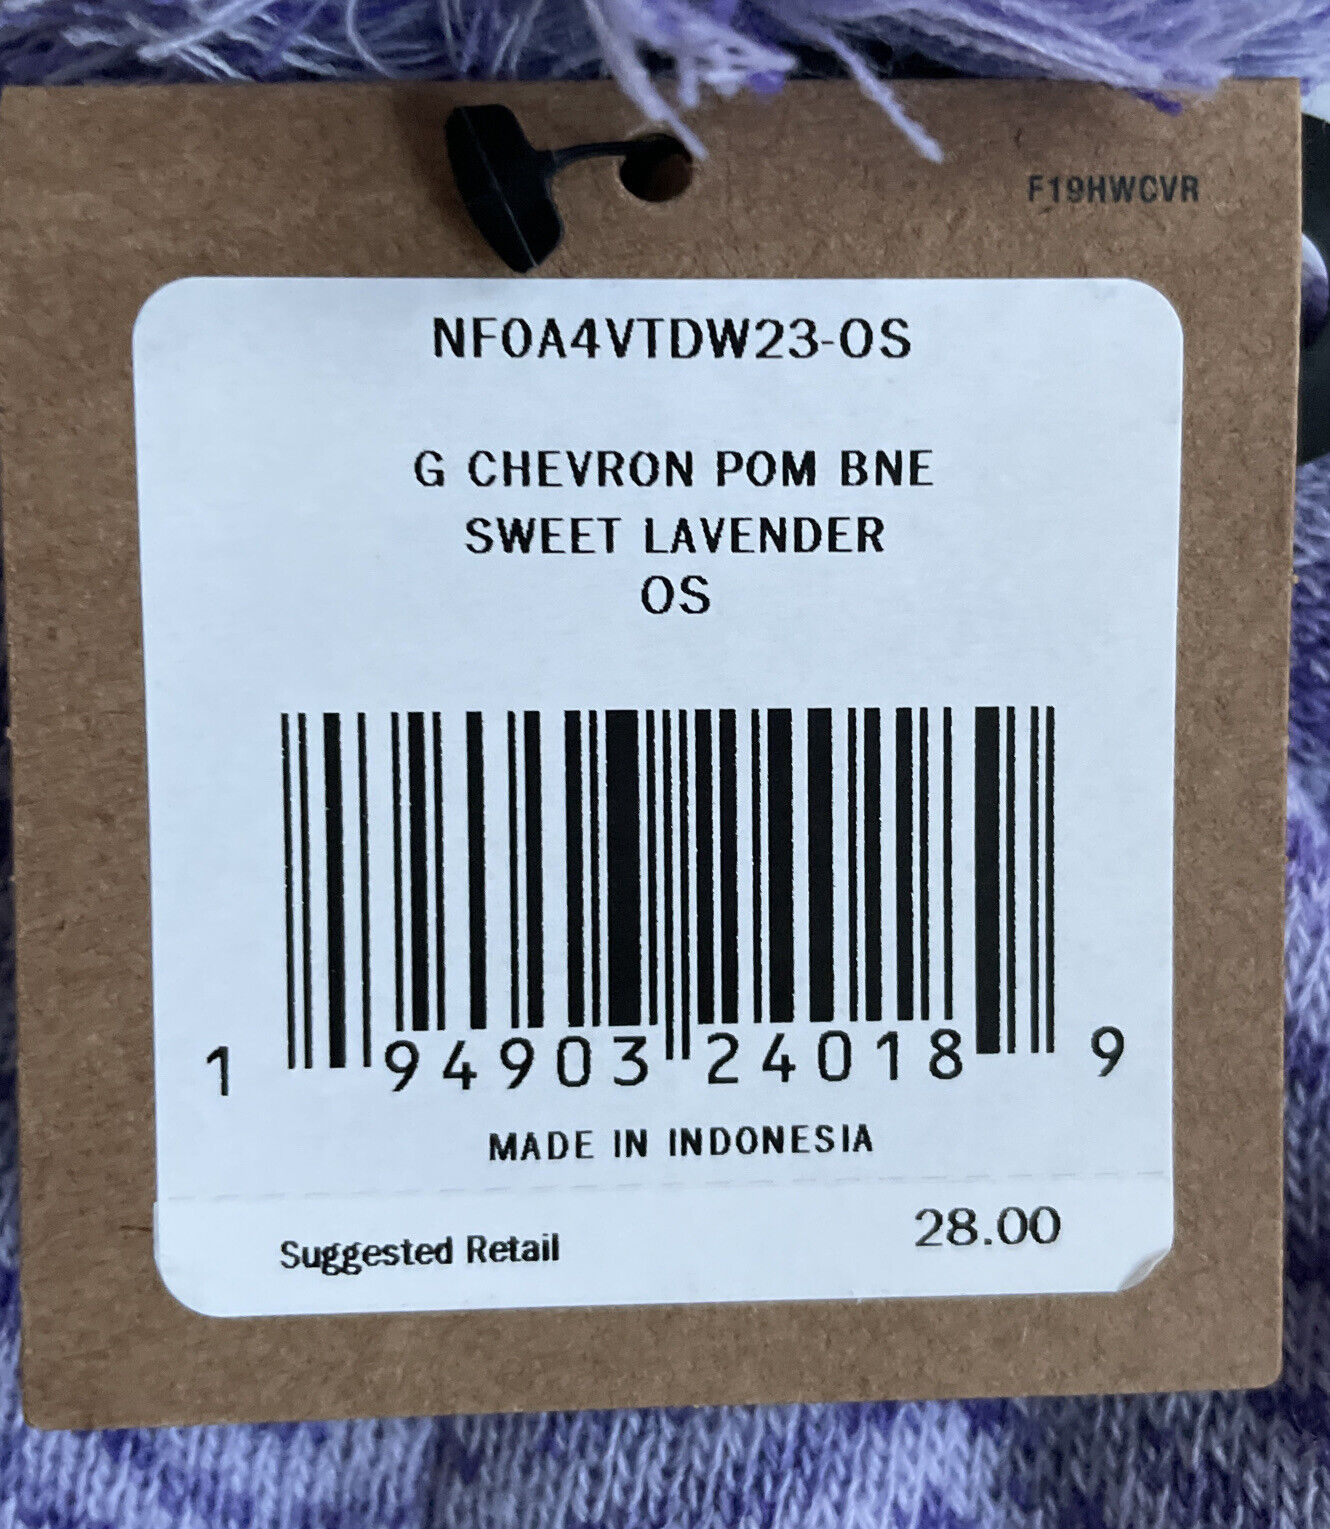 F19HWCVR
NF0A4VTDW23-OS
G CHEVRON POM BNE
SWEET LAVENDER
OS
1 94903 24018 9
MADE IN INDONESIA
Suggested Retail 28.00